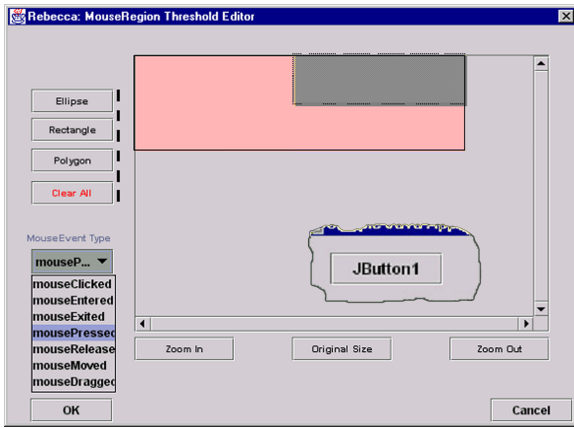 Rebecca: MouseRegion Threshold Editor
Ellipse
Rectangle
Polygon
Clear All
MouseEvent Type
mouseP...
mouseClicked
mouseEntered
mouseExited
mousePressed
mouseRelease
mouseMoved
mouseDragged
JButton1
Zoom In
Original Size
Zoom Out
OK
Cancel